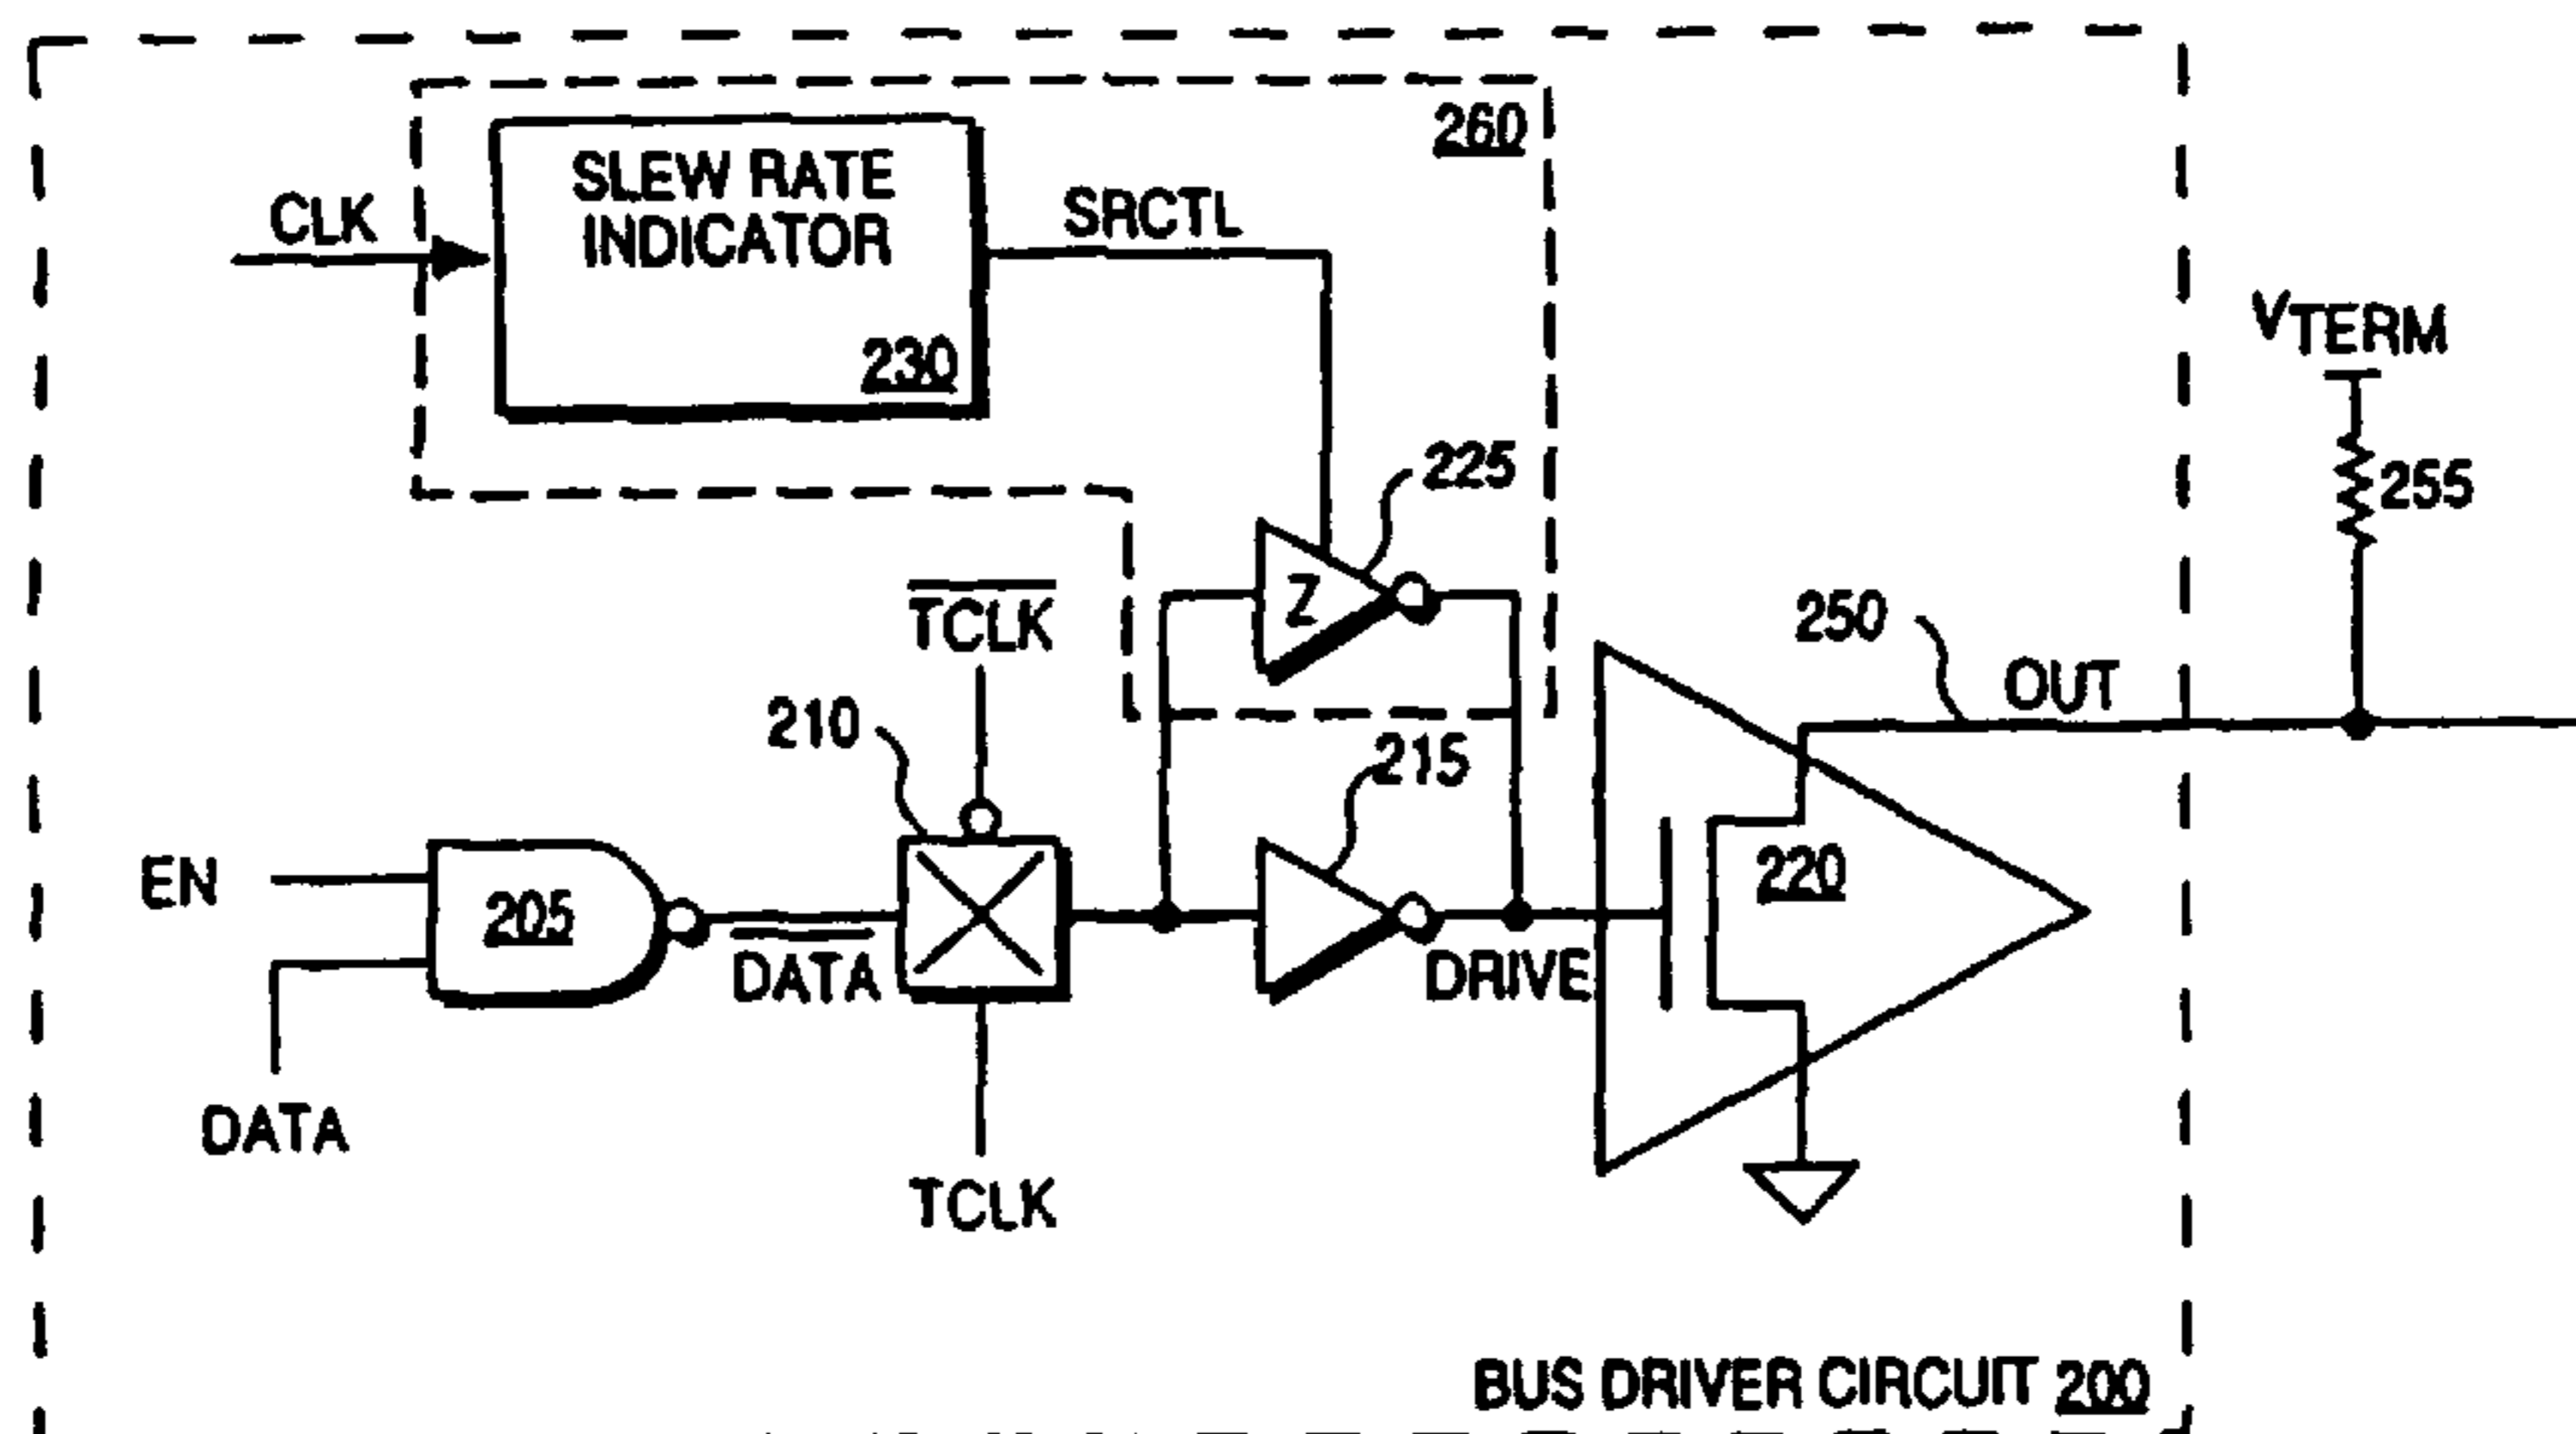 260
SLEW RATE
INDICATOR
230
CLK
SRCTL
VTERM
255
225
Z
TCLK
250
OUT
210
215
EN
205
DATA
DRIVE
220
DATA
TCLK
BUS DRIVER CIRCUIT 200